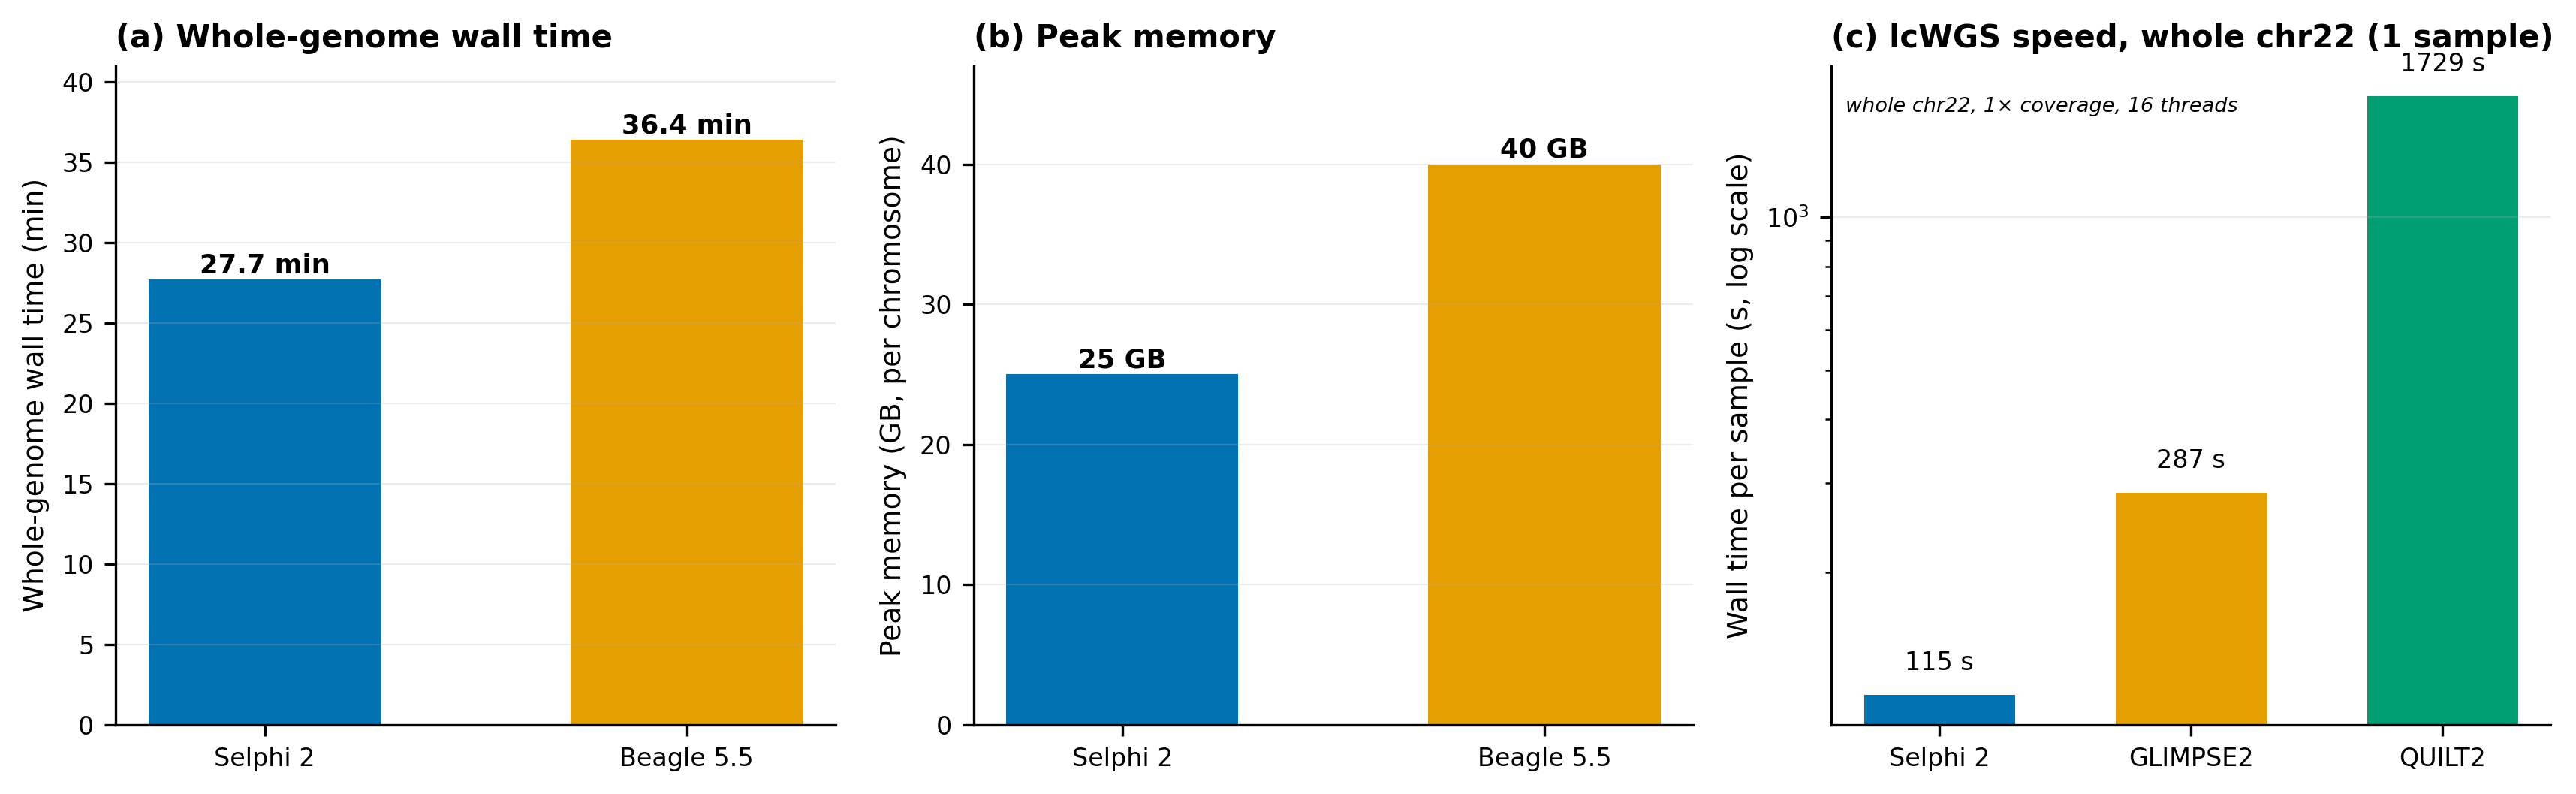 (a) Whole-genome wall time
Whole-genome wall time (min)
40
35
30
25
20
15
10
5
0
27.7 min
36.4 min
Selphi 2
Beagle 5.5
(b) Peak memory
Peak memory (GB, per chromosome)
40
30
20
10
0
25 GB
40 GB
Selphi 2
Beagle 5.5
(c) lcWGS speed, whole chr22 (1 sample)
Wall time per sample (s, log scale)
10³
whole chr22, 1× coverage, 16 threads
115 s
287 s
1729 s
Selphi 2
GLIMPSE2
QUILT2